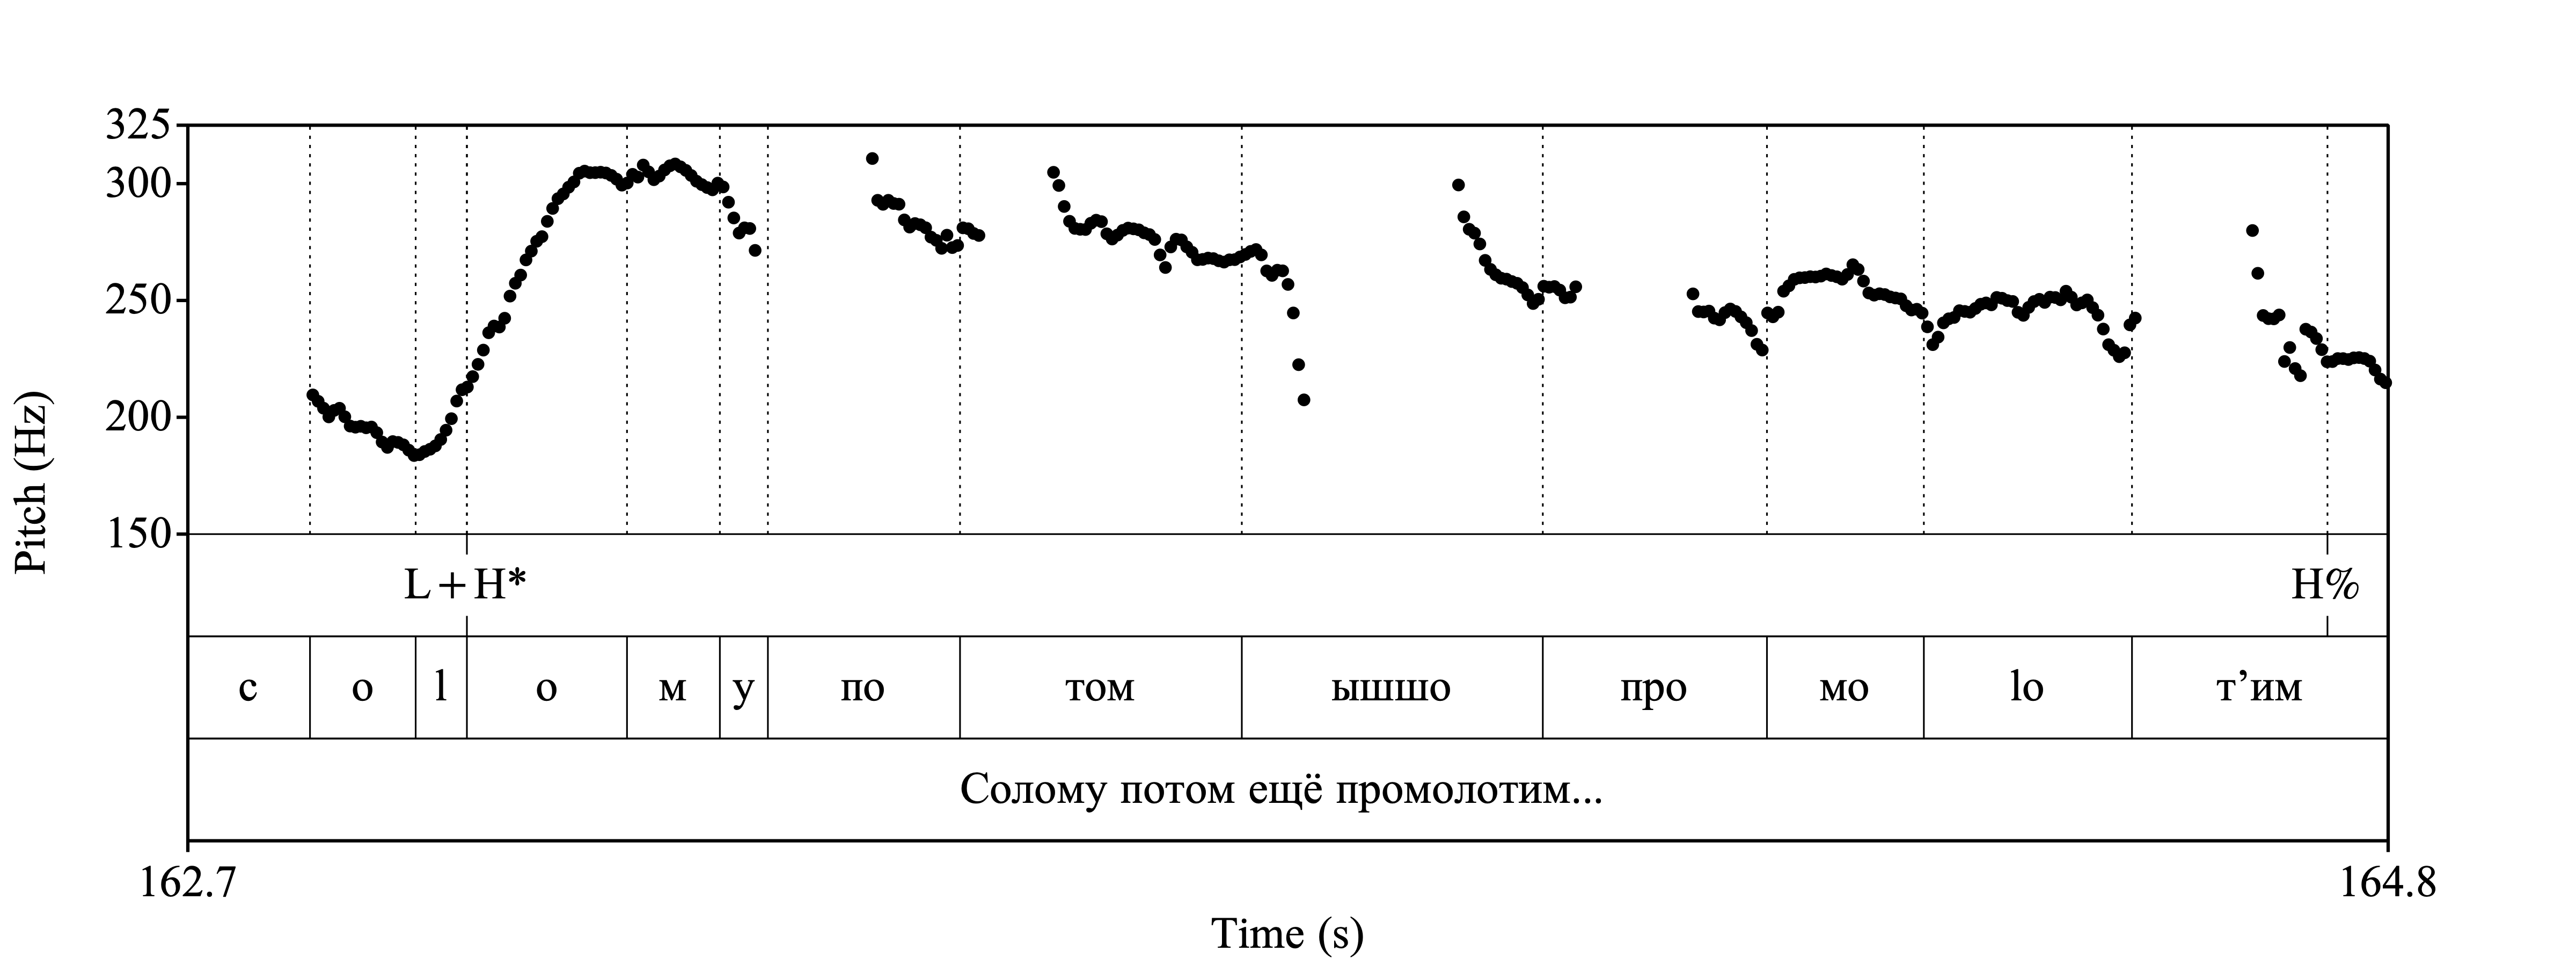 325
300
250
200
150
Pitch (Hz)
L+H* H%
с о l о м у по том ышшо про мо lo т’им
Солому потом ещё промолотим...
162.7 164.8
Time (s)